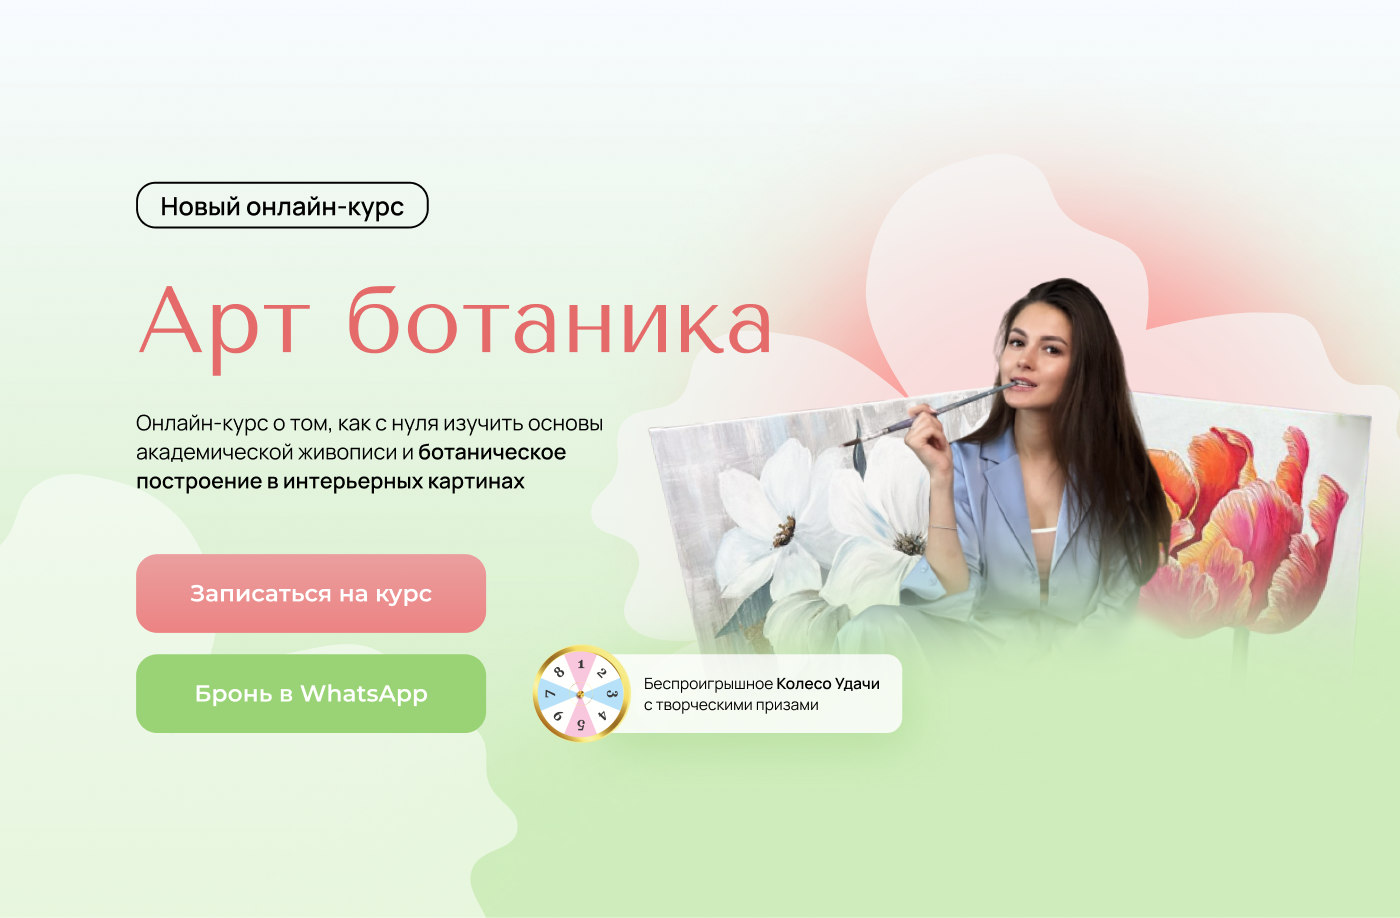 Новый онлайн-курс
Арт ботаника
Онлайн-курс о том, как с нуля изучить основы
академической живописи и ботаническое
построение в интерьерных картинах
Записаться на курс
Бронь в WhatsApp
1
2
3
4
5
6
7
8
Беспроигрышное Колесо Удачи
с творческими призами